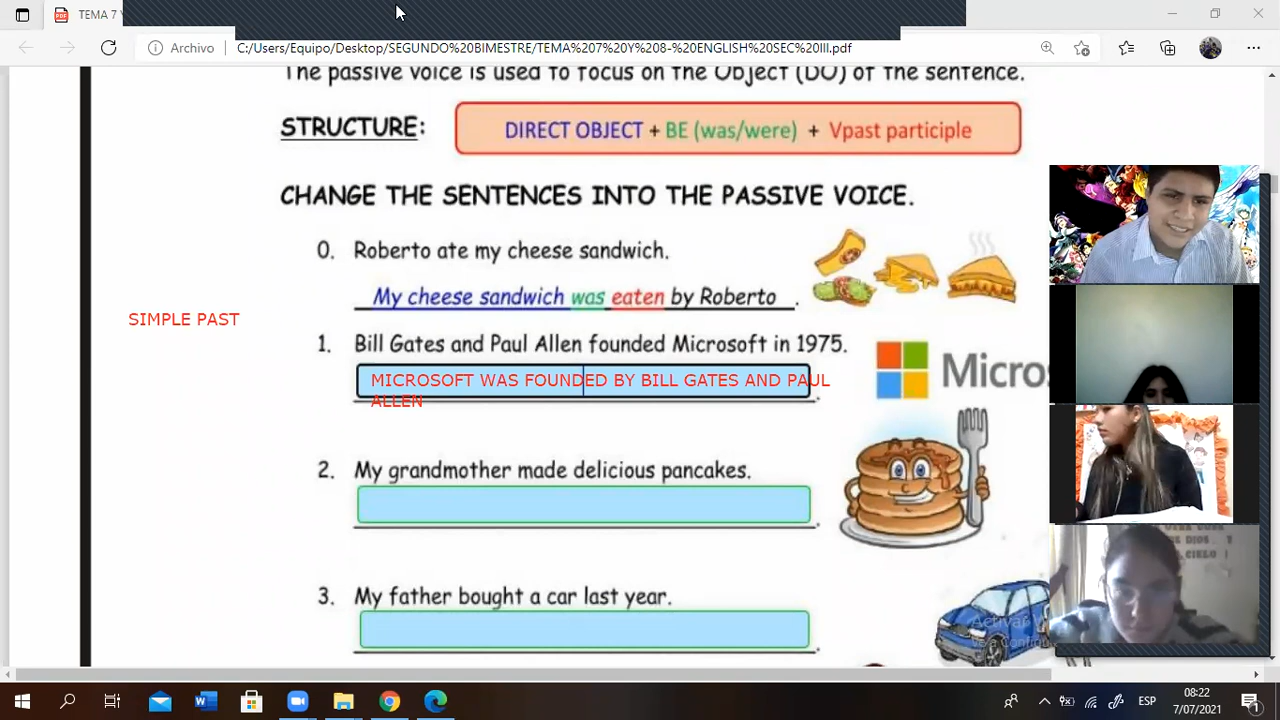 TEMA 7
Archivo
C:/Users/Equipo/Desktop/SEGUNDO%20BIMESTRE/TEMA%207%20Y%208-%20ENGLISH%20SEC%20III.pdf
The passive voice is used to focus on the Object (DO) of the sentence.
STRUCTURE:
DIRECT OBJECT + BE (was/were) + Vpast participle
CHANGE THE SENTENCES INTO THE PASSIVE VOICE.
0. Roberto ate my cheese sandwich.
My cheese sandwich was eaten by Roberto.
SIMPLE PAST
1. Bill Gates and Paul Allen founded Microsoft in 1975.
MICROSOFT WAS FOUNDED BY BILL GATES AND PAUL
ALLEN
Micros
2. My grandmother made delicious pancakes.
3. My father bought a car last year.
Activar
ESP
08:22
7/07/2021